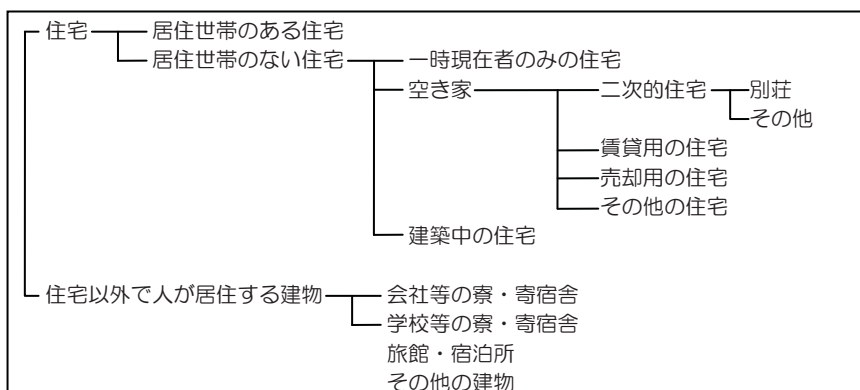 住宅 居住世帯のある住宅
居住世帯のない住宅 一時現在者のみの住宅
空き家 二次的住宅 別荘
その他
賃貸用の住宅
売却用の住宅
その他の住宅
建築中の住宅
住宅以外で人が居住する建物 会社等の寮・寄宿舎
学校等の寮・寄宿舎
旅館・宿泊所
その他の建物